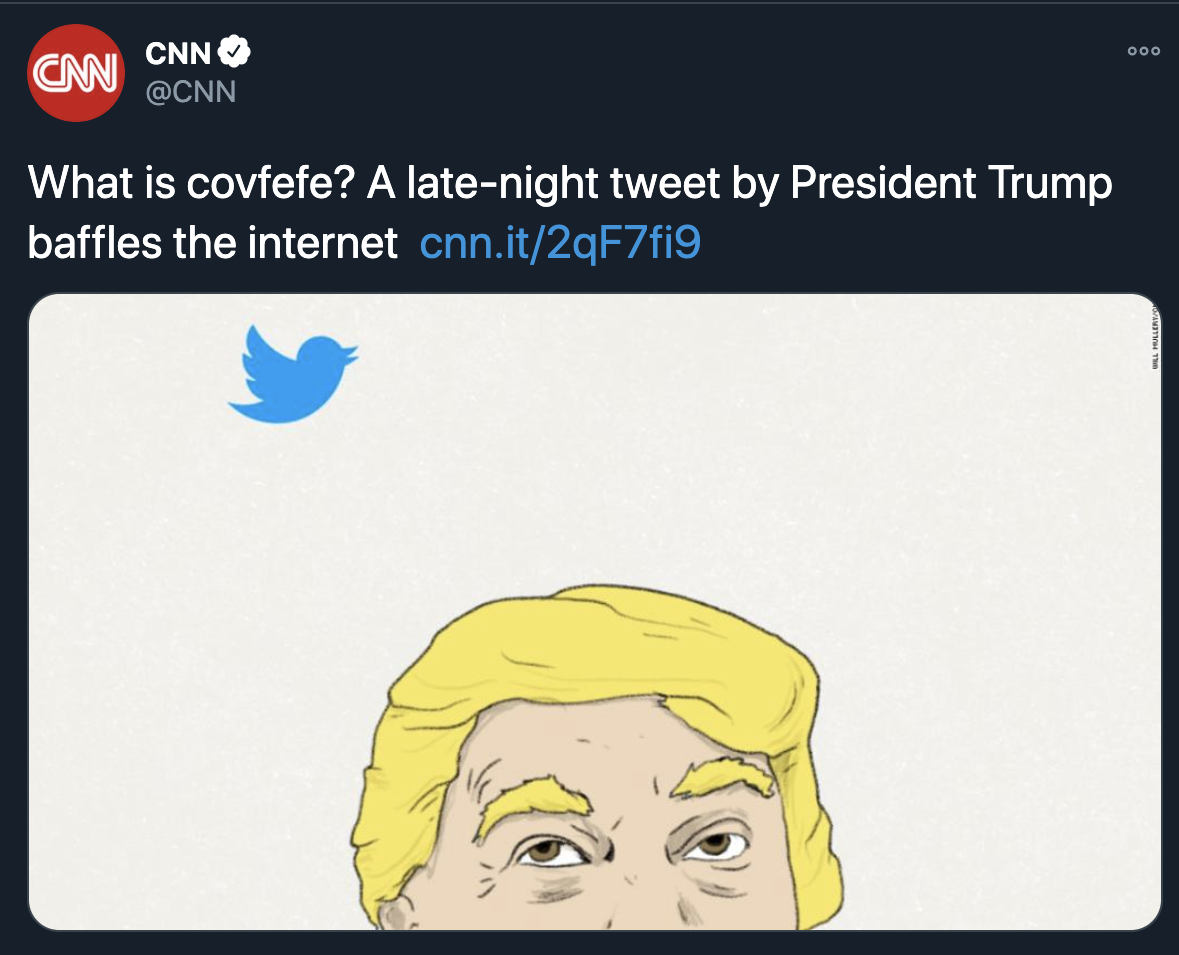 CNN
CNN
@CNN
What is covfefe? A late-night tweet by President Trump
baffles the internet cnn.it/2qF7fi9
WILL MULLERY